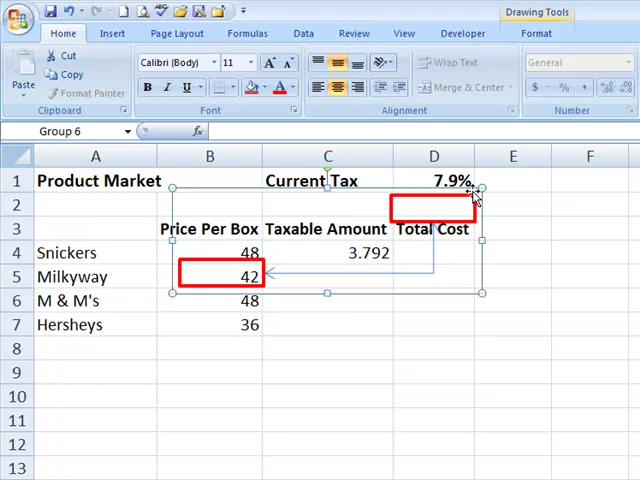 Drawing Tools
Home Insert Page Layout Formulas Data Review View Developer Format
Paste
Cut
Copy
Format Painter
Clipboard
Calibri (Body) 11
B I U A A A
Font
Alignment
Wrap Text
Merge & Center
General
$ % ,
Number
Group 6 fx
A B C D E F
1 Product Market Current Tax 7.9%
2
3 Price Per Box Taxable Amount Total Cost
4 Snickers 48 3.792
5 Milkyway 42
6 M & M's 48
7 Hersheys 36
8
9
10
11
12
13